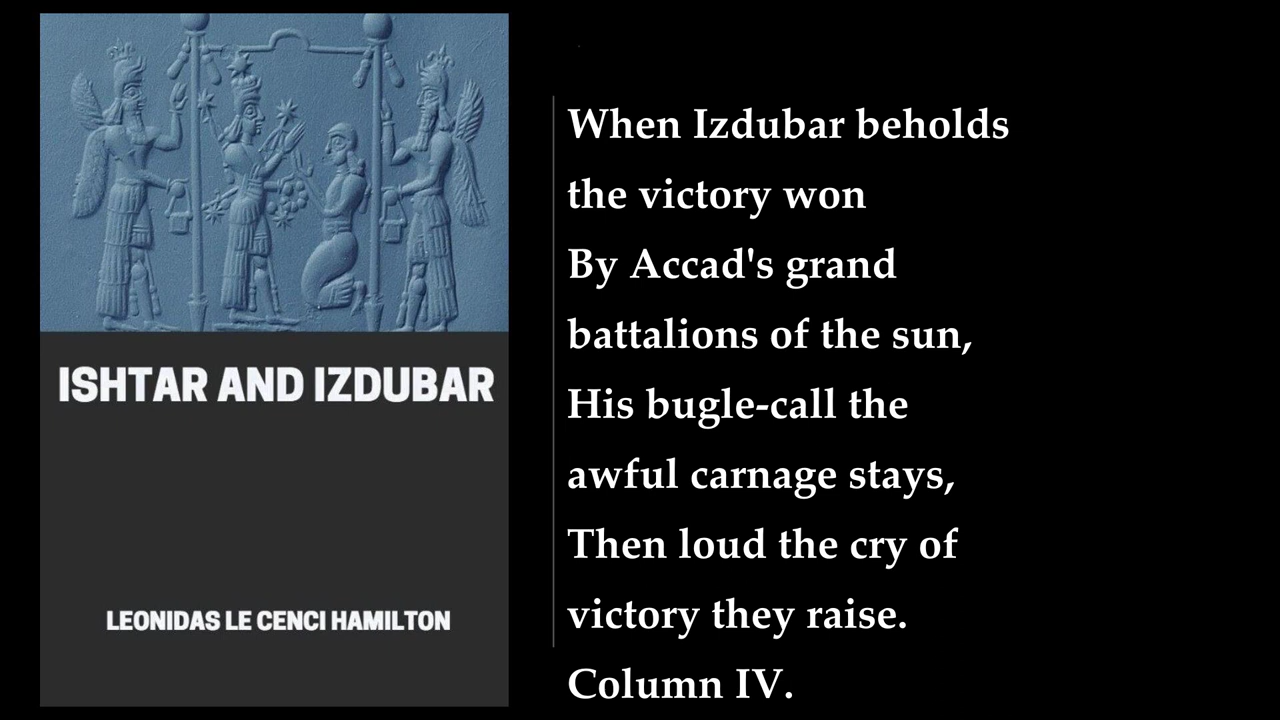 ISHTAR AND IZDUBAR
LEONIDAS LE CENCI HAMILTON
When Izdubar beholds
the victory won
By Accad's grand
battalions of the sun,
His bugle-call the
awful carnage stays,
Then loud the cry of
victory they raise.
Column IV.